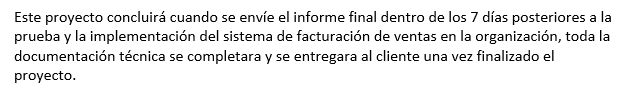 Este proyecto concluirá cuando se envíe el informe final dentro de los 7 días posteriores a la
prueba y la implementación del sistema de facturación de ventas en la organización, toda la
documentación técnica se completara y se entregara al cliente una vez finalizado el
proyecto.